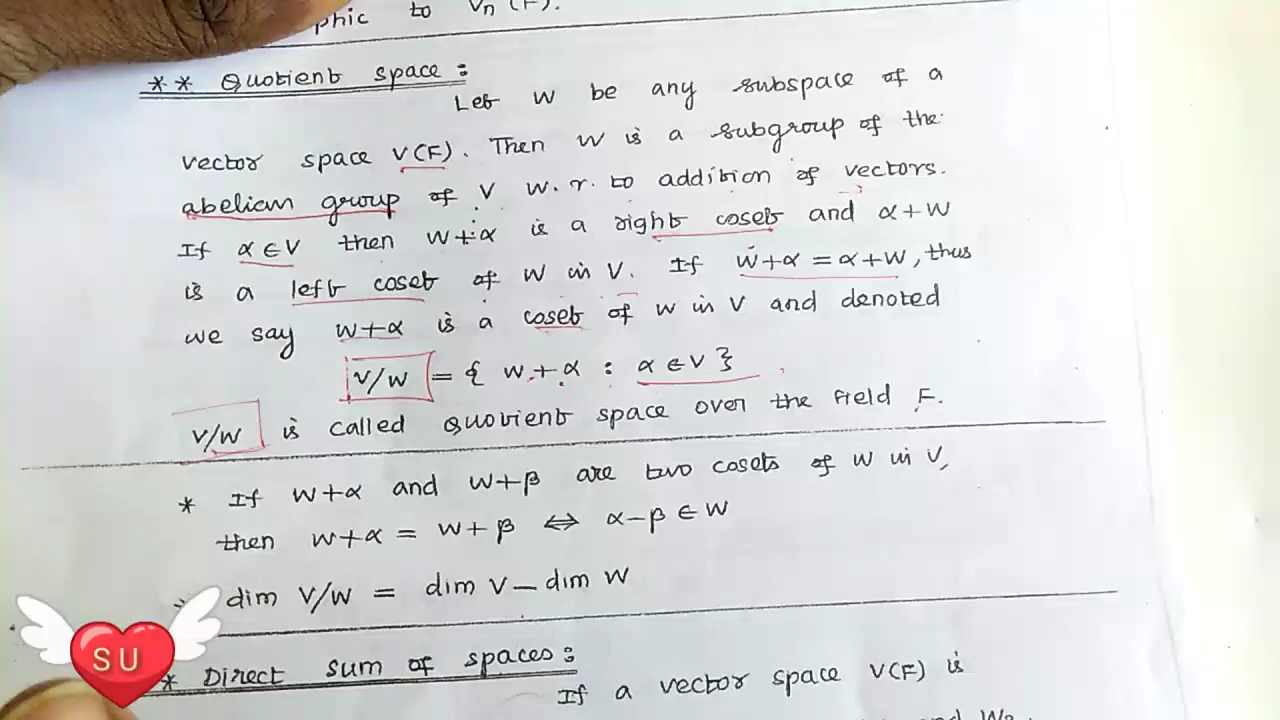 phic to Vn (F).
** Quotient space:
Let W be any subspace of a
vector space V(F). Then W is a subgroup of the
abelian group of V w.r. to addition of vectors.
If α ∈ V then W+α is a right coset and α+W
is a left coset of W in V. If W+α = α+W, thus
we say W+α is a coset of W in V and denoted
V/W = { W+α : α ∈ V }
V/W is called Quotient space over the field F.
* If W+α and W+β are two cosets of W in V,
then W+α = W+β ⇔ α-β ∈ W
dim V/W = dim V - dim W
* Direct sum of spaces:
If a vector space V(F) is
and W2
SU